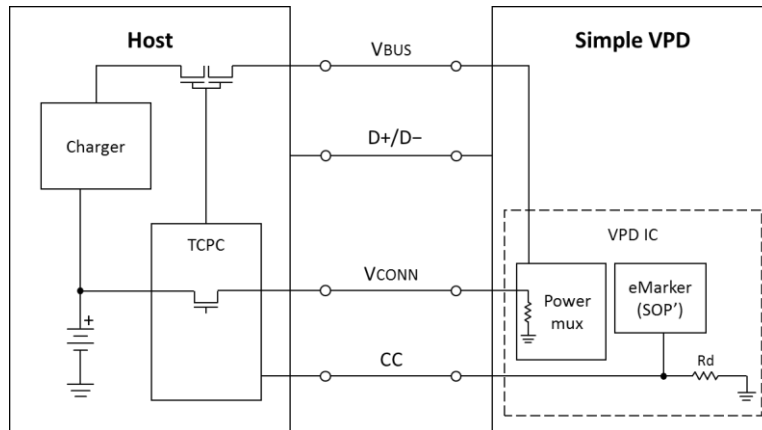 Host
Simple VPD
VBUS
Charger
D+/D−
TCPC
VPD IC
VCONN
Power
mux
eMarker
(SOP')
+
CC
Rd